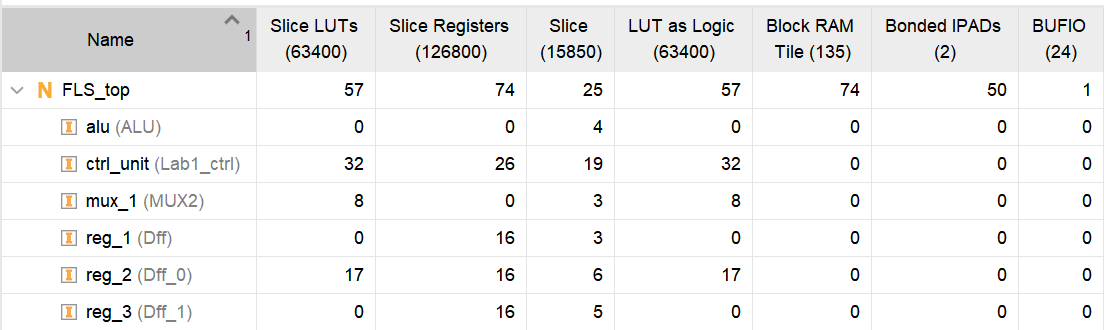 Name 1 Slice LUTs (63400) Slice Registers (126800) Slice (15850) LUT as Logic (63400) Block RAM Tile (135) Bonded IPADs (2) BUFIO (24)
N FLS_top 57 74 25 57 74 50 1
I alu (ALU) 0 0 4 0 0 0 0
I ctrl_unit (Lab1_ctrl) 32 26 19 32 0 0 0
I mux_1 (MUX2) 8 0 3 8 0 0 0
I reg_1 (Dff) 0 16 3 0 0 0 0
I reg_2 (Dff_0) 17 16 6 17 0 0 0
I reg_3 (Dff_1) 0 16 5 0 0 0 0